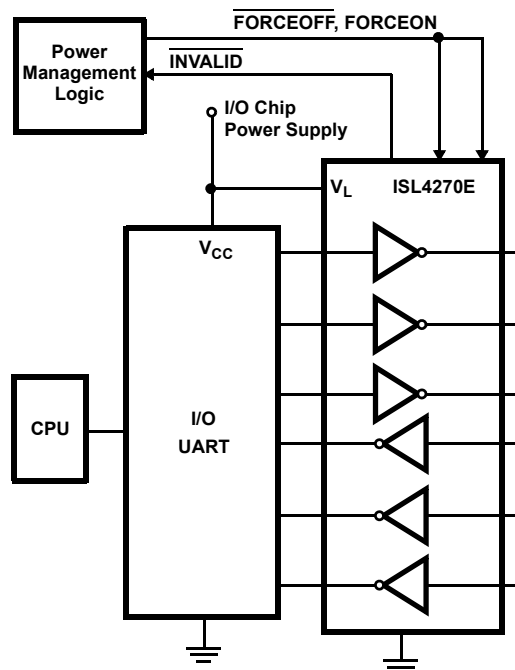 FORCEOFF, FORCEON
Power
Management
Logic
INVALID
I/O Chip
Power Supply
VL
ISL4270E
VCC
CPU
I/O
UART